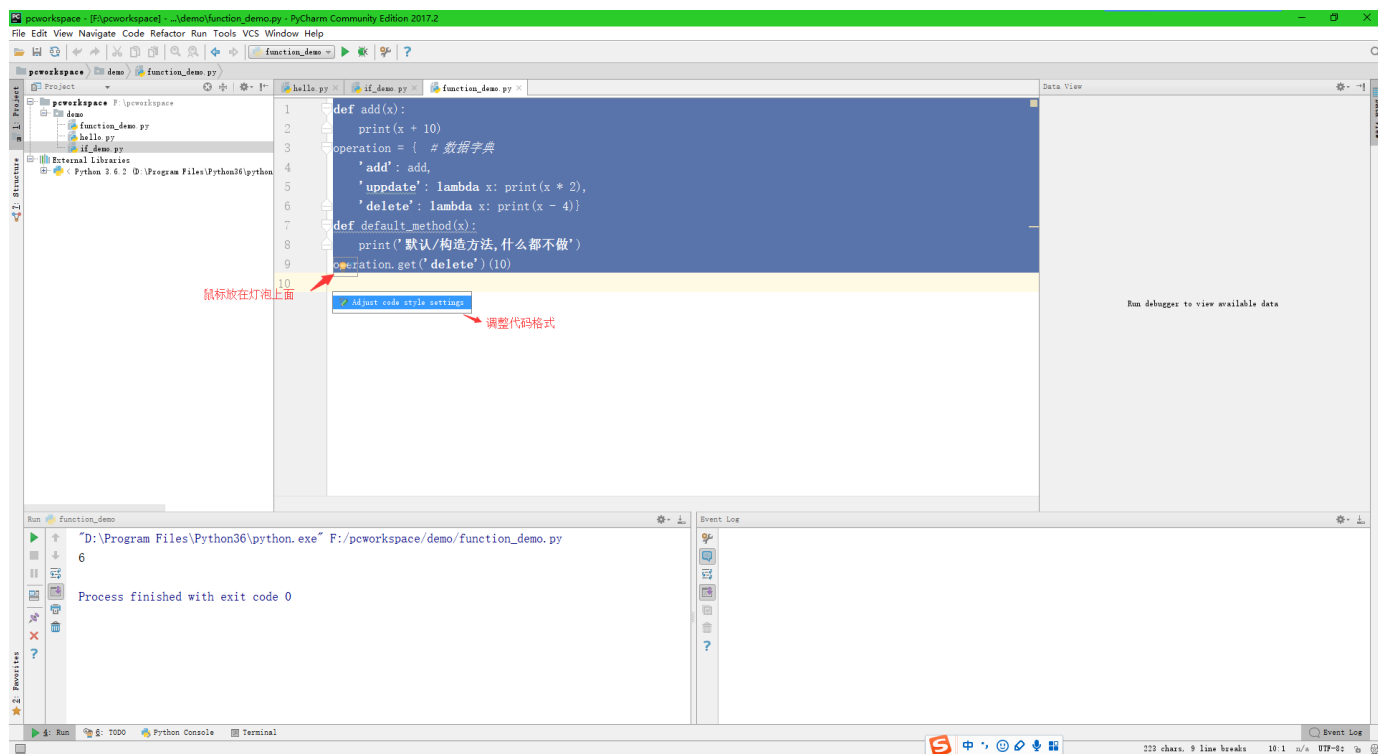 pcworkspace - [F:\pcworkspace] - ...\demo\function_demo.py - PyCharm Community Edition 2017.2
File Edit View Navigate Code Refactor Run Tools VCS Window Help
function_demo
pcworkspace demo function_demo.py
1: Project
Project
hello.py
if_demo.py
function_demo.py
Data View
pcworkspace F:\pcworkspace
demo
function_demo.py
hello.py
if_demo.py
External Libraries
< Python 3.6.2 (D:\Program Files\Python36\python
7: Structure
1 def add(x):
2 print(x + 10)
3 operation = { # 数据字典
4 'add': add,
5 'uppdate': lambda x: print(x * 2),
6 'delete': lambda x: print(x - 4)}
7 def default_method(x):
8 print('默认/构造方法,什么都不做')
9 operation.get('delete')(10)
10
鼠标放在灯泡上面
Adjust code style settings
调整代码格式
Run debugger to view available data
Run function_demo
Event Log
"D:\Program Files\Python36\python.exe" F:/pcworkspace/demo/function_demo.py
6
Process finished with exit code 0
2: Favorites
4: Run 6: TODO Python Console Terminal
Event Log
中
223 chars, 9 line breaks 10:1 n/a UTF-8